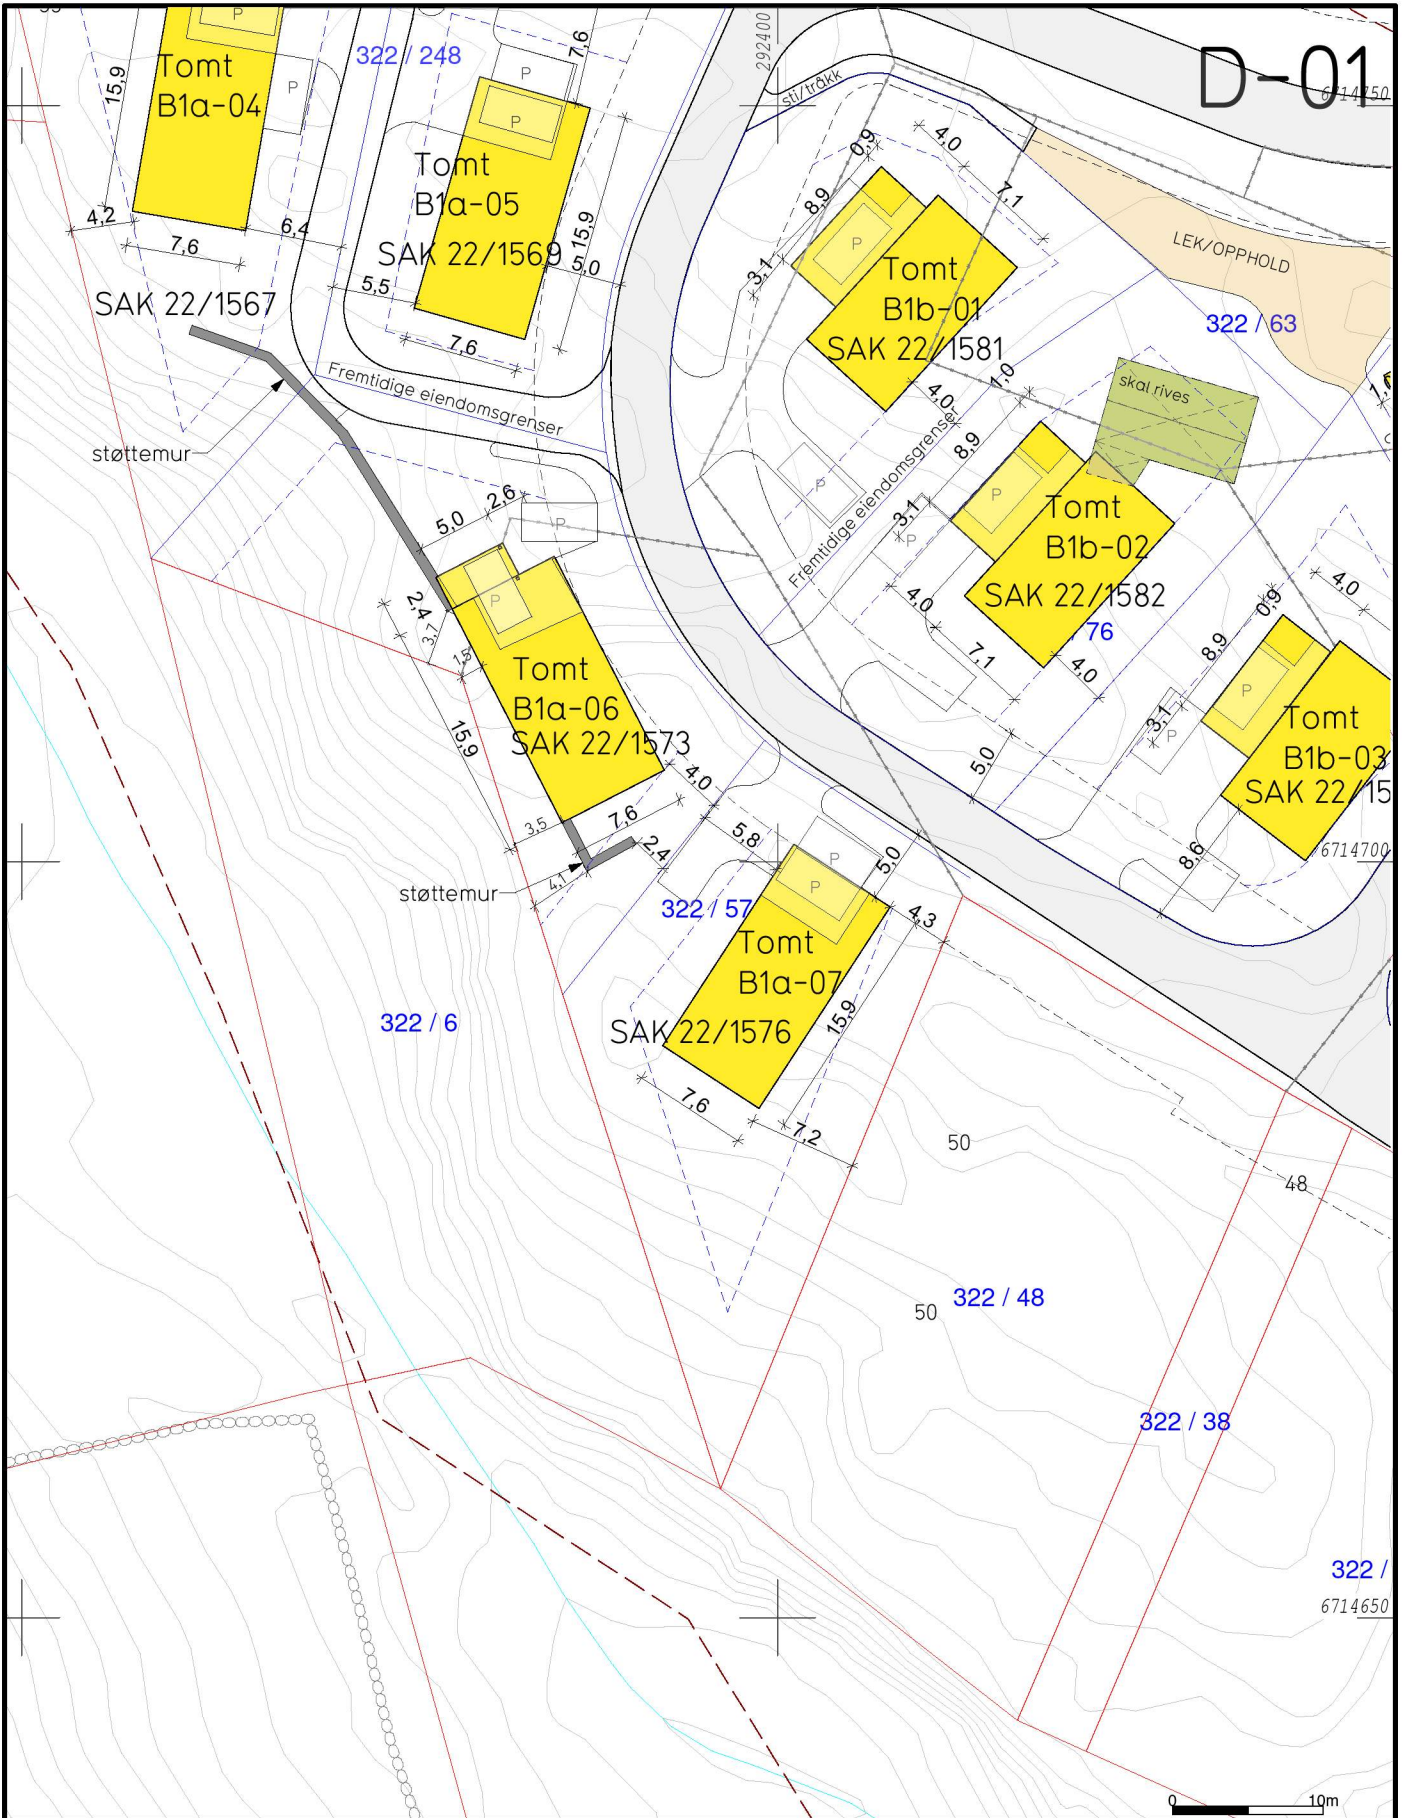 D-01
292400
6714750
P
Tomt
B1a-04
15,9
P
4,2
7,6
6,4
322 / 248
7,6
P
P
Tomt
B1a-05
SAK 22/1569
15,9
5,0
5,5
7,6
SAK 22/1567
støttemur
Fremtidige eiendomsgrenser
sti/tråkk
0,9
4,0
7,1
8,9
3,1
P
Tomt
B1b-01
SAK 22/1581
LEK/OPPHOLD
322 / 63
4,0
1,0
skal rives
8,9
Fremtidige eiendomsgrenser
P
3,1
P
P
Tomt
B1b-02
SAK 22/1582
/ 76
4,0
7,1
4,0
4,0
0,9
8,9
3,1
P
P
Tomt
B1b-03
SAK 22/15
5,0
8,6
6714700
2,6
5,0
P
P
2,4
3,1
1,5
Tomt
B1a-06
SAK 22/1573
15,9
4,0
3,5
7,6
2,4
4,1
støttemur
5,8
P
P
5,0
4,3
322 / 57
Tomt
B1a-07
SAK 22/1576
15,9
7,6
7,2
322 / 6
50
48
50
322 / 48
322 / 38
322 /
6714650
0
10m